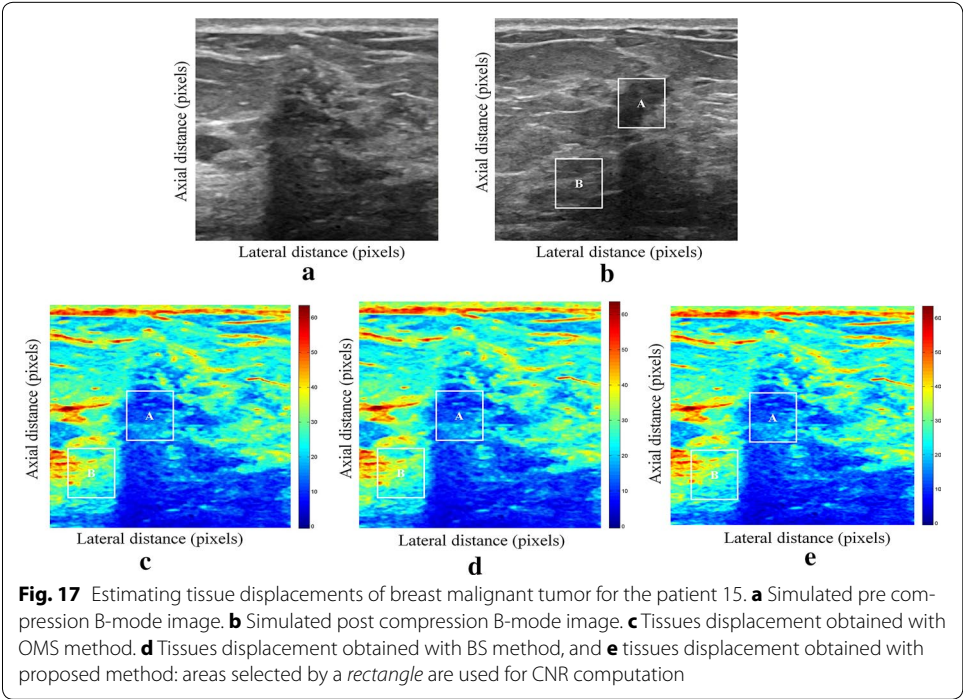 Axial distance (pixels)
Lateral distance (pixels)
a
Axial distance (pixels)
A
B
Lateral distance (pixels)
b
Axial distance (pixels)
A
B
60
50
40
30
20
10
0
Lateral distance (pixels)
c
Axial distance (pixels)
A
B
60
50
40
30
20
10
0
Lateral distance (pixels)
d
Axial distance (pixels)
A
B
60
50
40
30
20
10
0
Lateral distance (pixels)
e
Fig. 17 Estimating tissue displacements of breast malignant tumor for the patient 15. a Simulated pre com-
pression B-mode image. b Simulated post compression B-mode image. c Tissues displacement obtained with
OMS method. d Tissues displacement obtained with BS method, and e tissues displacement obtained with
proposed method: areas selected by a rectangle are used for CNR computation